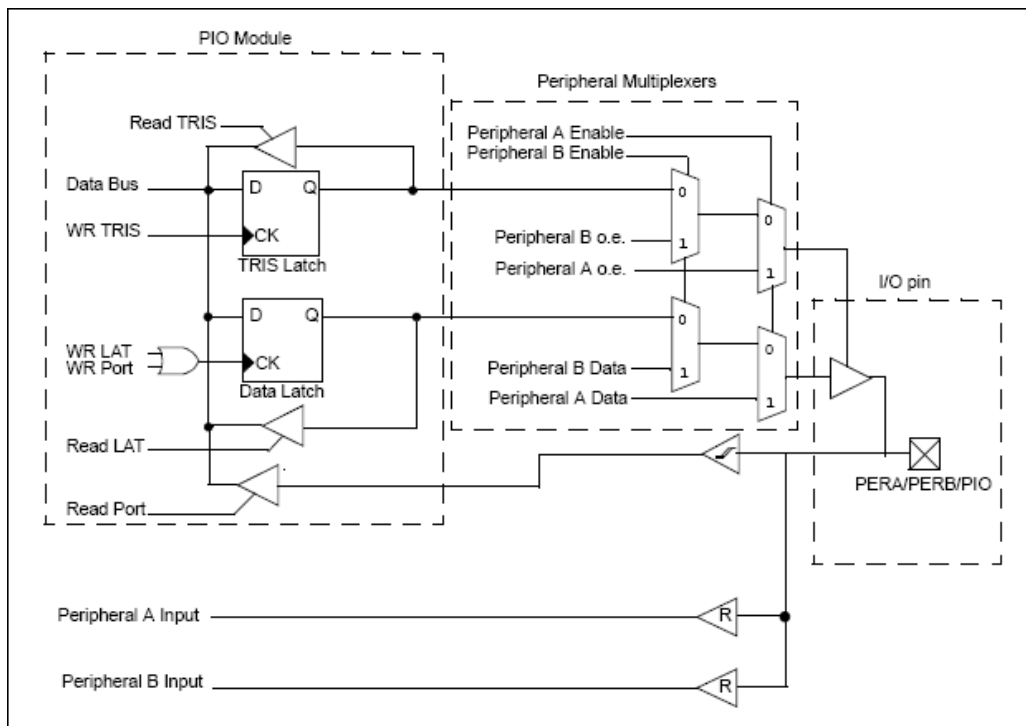 PIO Module
Peripheral Multiplexers
Read TRIS
Peripheral A Enable
Peripheral B Enable
Data Bus
D Q
0
WR TRIS
CK
0
Peripheral B o.e.
1
TRIS Latch
Peripheral A o.e.
1
I/O pin
D Q
0
WR LAT
WR Port
CK
0
Peripheral B Data
1
Data Latch
Peripheral A Data
1
Read LAT
PERA/PERB/PIO
Read Port
Peripheral A Input
R
Peripheral B Input
R